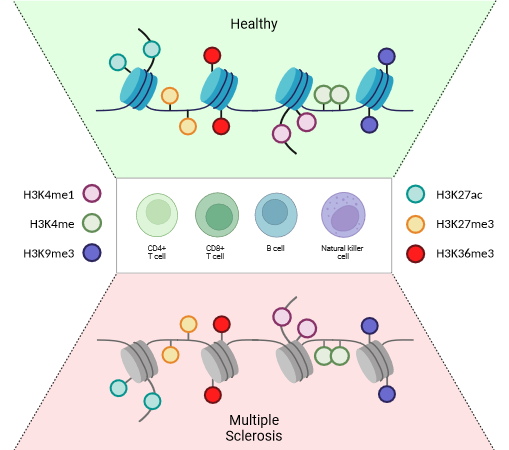 Healthy
H3K4me1
H3K4me
H3K9me3
CD4+
T cell
CD8+
T cell
B cell
Natural killer
cell
H3K27ac
H3K27me3
H3K36me3
Multiple
Sclerosis